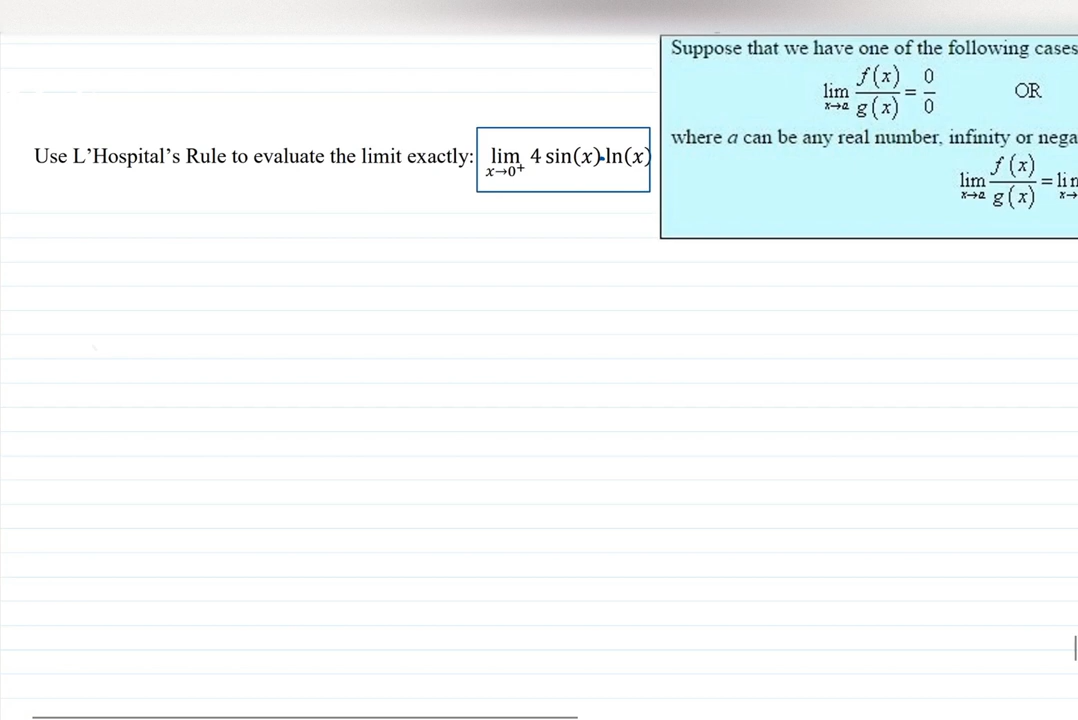 Suppose that we have one of the following cases
lim x→a f(x)/g(x) = 0/0 OR
where a can be any real number, infinity or nega
lim x→a f(x)/g(x) = lim x→
Use L’Hospital’s Rule to evaluate the limit exactly: lim x→0⁺ 4 sin(x)·ln(x)